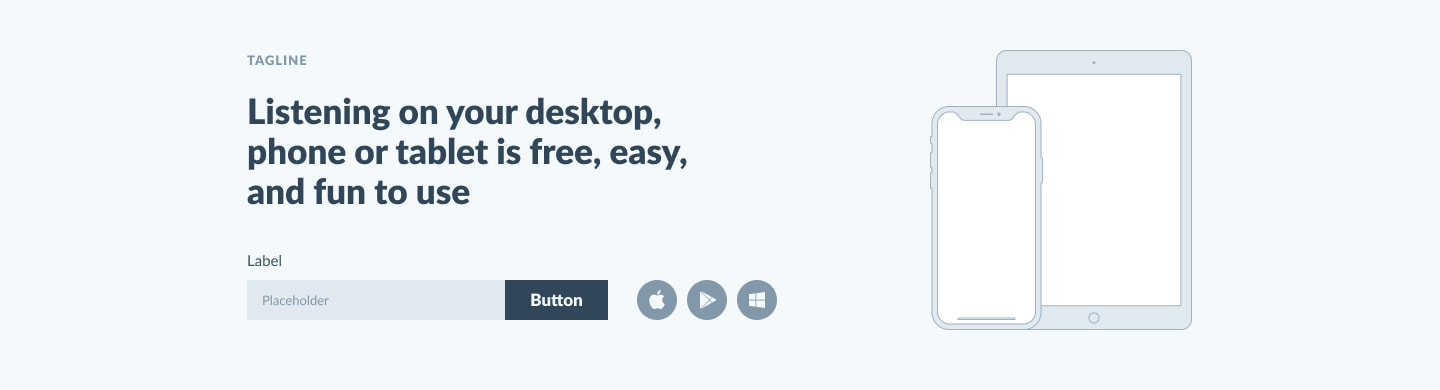 TAGLINE
Listening on your desktop,
phone or tablet is free, easy,
and fun to use
Label
Placeholder
Button